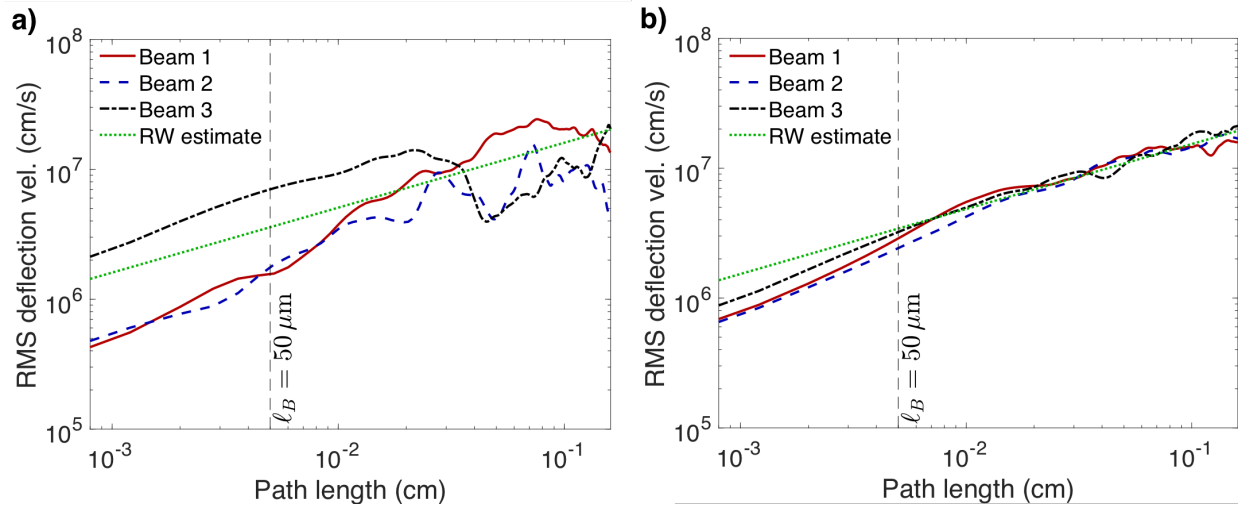 a)
10^8
10^7
10^6
10^5
RMS deflection vel. (cm/s)
Beam 1
Beam 2
Beam 3
RW estimate
ℓ_B = 50 μm
10^-3
10^-2
10^-1
Path length (cm)
b)
10^8
10^7
10^6
10^5
RMS deflection vel. (cm/s)
Beam 1
Beam 2
Beam 3
RW estimate
ℓ_B = 50 μm
10^-3
10^-2
10^-1
Path length (cm)